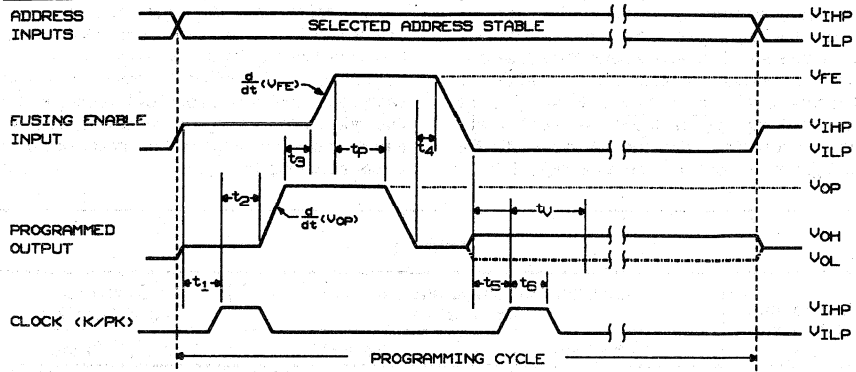 ADDRESS INPUTS
SELECTED ADDRESS STABLE
VIHP
VILP
d/dt(VFE)
VFE
FUSING ENABLE INPUT
VIHP
VILP
t3
tP
t4
t2
VOP
d/dt(VOP)
tV
PROGRAMMED OUTPUT
VOH
VOL
t1
t5
t6
CLOCK (K/PK)
VIHP
VILP
PROGRAMMING CYCLE